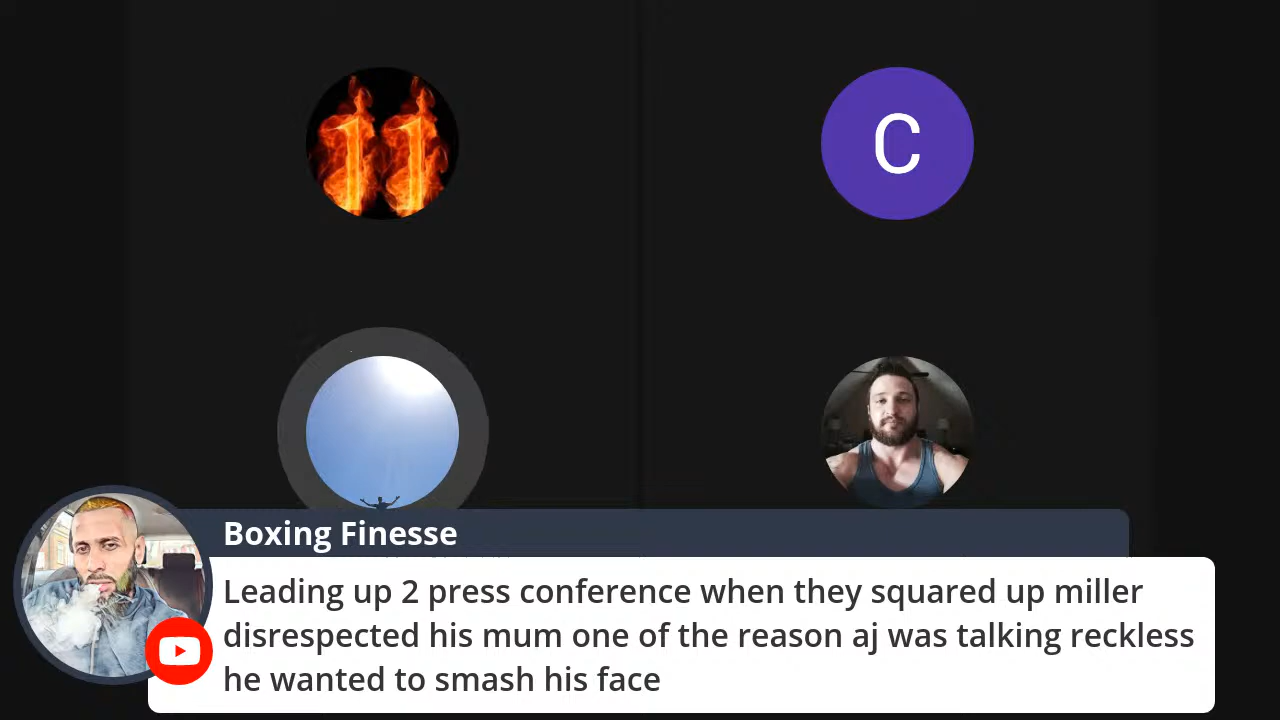 11
C
Boxing Finesse
Leading up 2 press conference when they squared up miller
disrespected his mum one of the reason aj was talking reckless
he wanted to smash his face